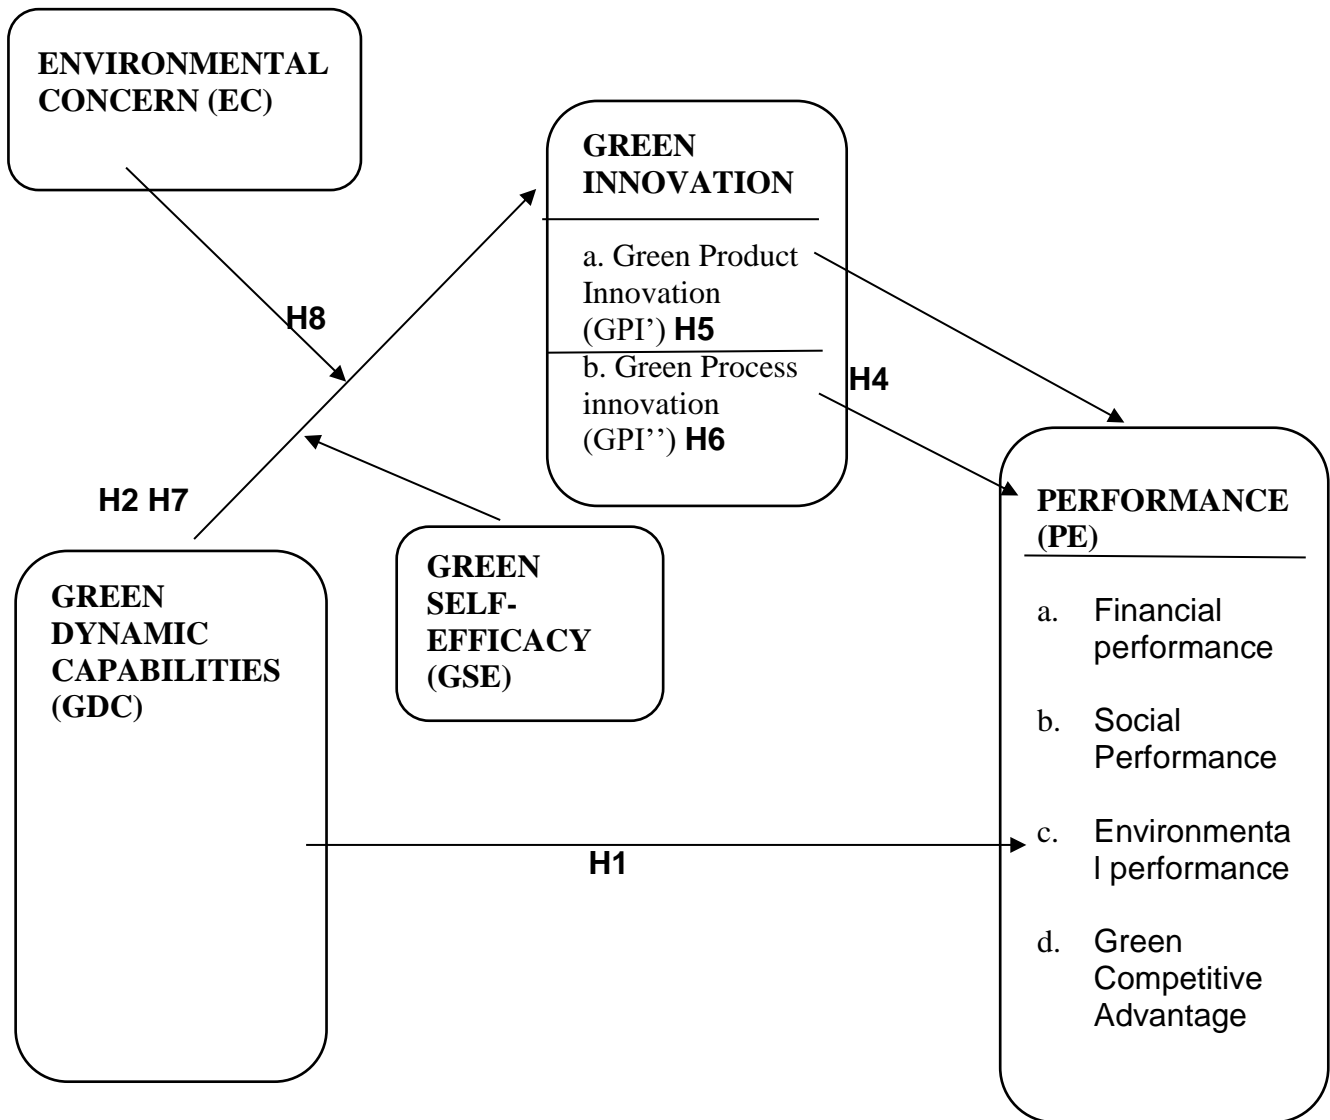 ENVIRONMENTAL
CONCERN (EC)
GREEN
INNOVATION
a. Green Product
Innovation
(GPI’) H5
b. Green Process
innovation
(GPI’’) H6
H8
H4
H2 H7
GREEN
DYNAMIC
CAPABILITIES
(GDC)
GREEN
SELF-
EFFICACY
(GSE)
PERFORMANCE
(PE)
a. Financial
performance
b. Social
Performance
c. Environmenta
l performance
d. Green
Competitive
Advantage
H1